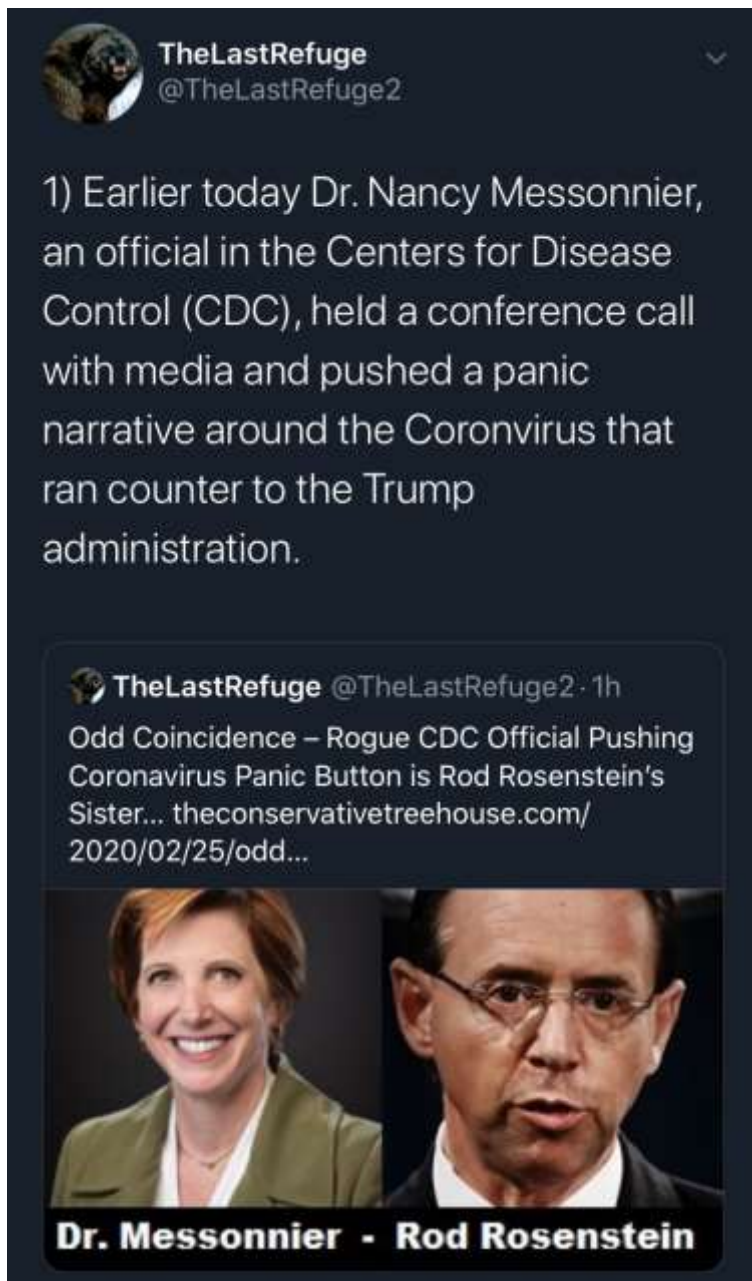 TheLastRefuge
@TheLastRefuge2
1) Earlier today Dr. Nancy Messonnier,
an official in the Centers for Disease
Control (CDC), held a conference call
with media and pushed a panic
narrative around the Coronvirus that
ran counter to the Trump
administration.
TheLastRefuge @TheLastRefuge2 · 1h
Odd Coincidence – Rogue CDC Official Pushing
Coronavirus Panic Button is Rod Rosenstein's
Sister... theconservativetreehouse.com/
2020/02/25/odd...
Dr. Messonnier - Rod Rosenstein